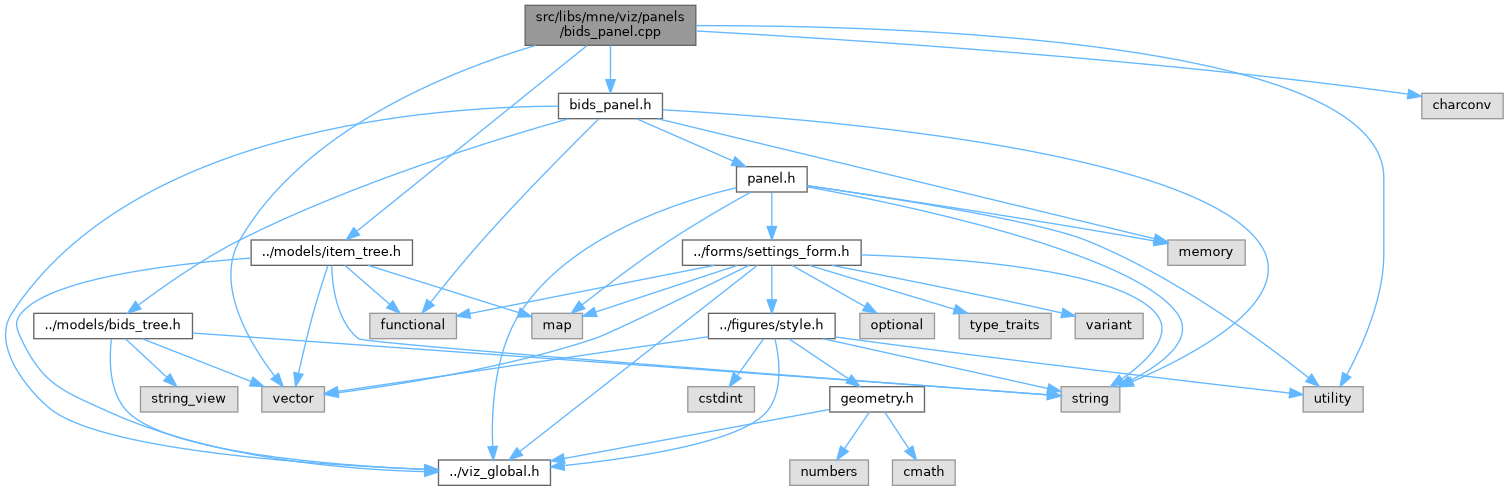 src/libs/mne/viz/panels
/bids_panel.cpp
bids_panel.h
charconv
panel.h
../models/item_tree.h
../forms/settings_form.h
memory
../models/bids_tree.h
functional
map
../figures/style.h
optional
type_traits
variant
string_view
vector
cstdint
geometry.h
string
utility
../viz_global.h
numbers
cmath